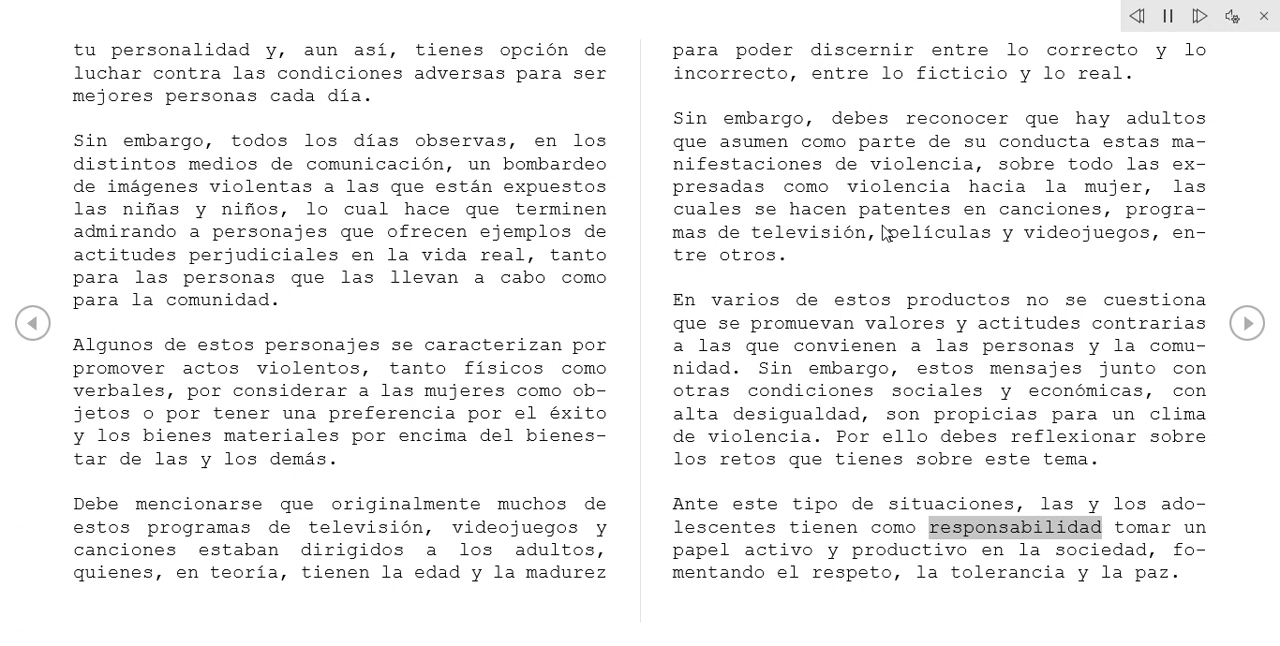 tu personalidad y, aun así, tienes opción de
luchar contra las condiciones adversas para ser
mejores personas cada día.
Sin embargo, todos los días observas, en los
distintos medios de comunicación, un bombardeo
de imágenes violentas a las que están expuestos
las niñas y niños, lo cual hace que terminen
admirando a personajes que ofrecen ejemplos de
actitudes perjudiciales en la vida real, tanto
para las personas que las llevan a cabo como
para la comunidad.
Algunos de estos personajes se caracterizan por
promover actos violentos, tanto físicos como
verbales, por considerar a las mujeres como ob-
jetos o por tener una preferencia por el éxito
y los bienes materiales por encima del bienes-
tar de las y los demás.
Debe mencionarse que originalmente muchos de
estos programas de televisión, videojuegos y
canciones estaban dirigidos a los adultos,
quienes, en teoría, tienen la edad y la madurez
para poder discernir entre lo correcto y lo
incorrecto, entre lo ficticio y lo real.
Sin embargo, debes reconocer que hay adultos
que asumen como parte de su conducta estas ma-
nifestaciones de violencia, sobre todo las ex-
presadas como violencia hacia la mujer, las
cuales se hacen patentes en canciones, progra-
mas de televisión, películas y videojuegos, en-
tre otros.
En varios de estos productos no se cuestiona
que se promuevan valores y actitudes contrarias
a las que convienen a las personas y la comu-
nidad. Sin embargo, estos mensajes junto con
otras condiciones sociales y económicas, con
alta desigualdad, son propicias para un clima
de violencia. Por ello debes reflexionar sobre
los retos que tienes sobre este tema.
Ante este tipo de situaciones, las y los ado-
lescentes tienen como responsabilidad tomar un
papel activo y productivo en la sociedad, fo-
mentando el respeto, la tolerancia y la paz.